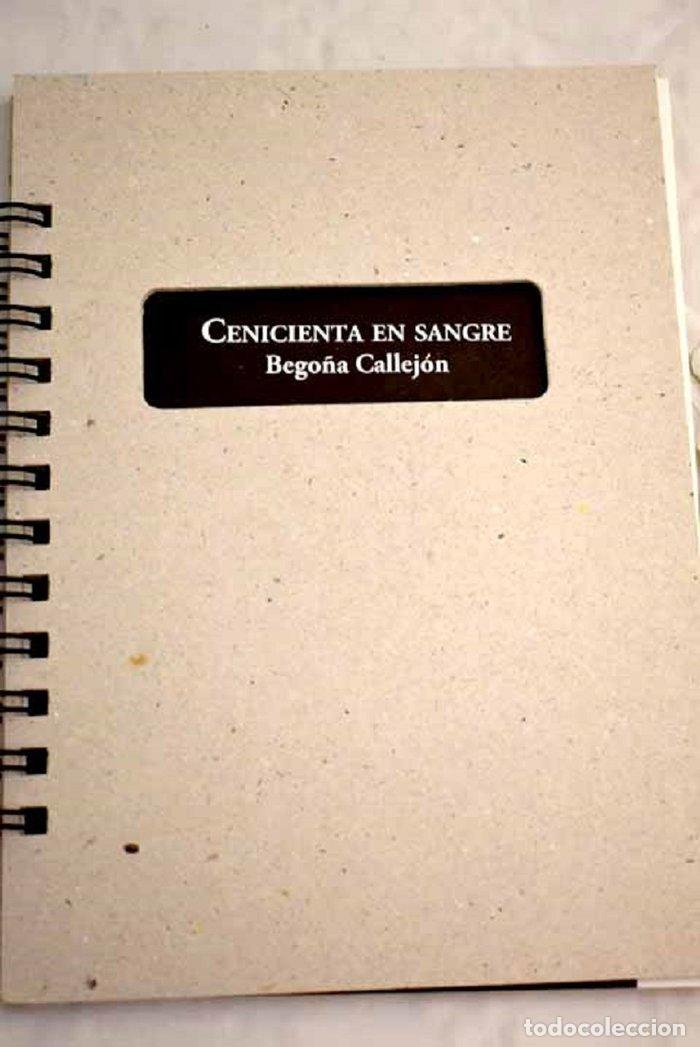 CENICIENTA EN SANGRE
Begoña Callejón
todocoleccion